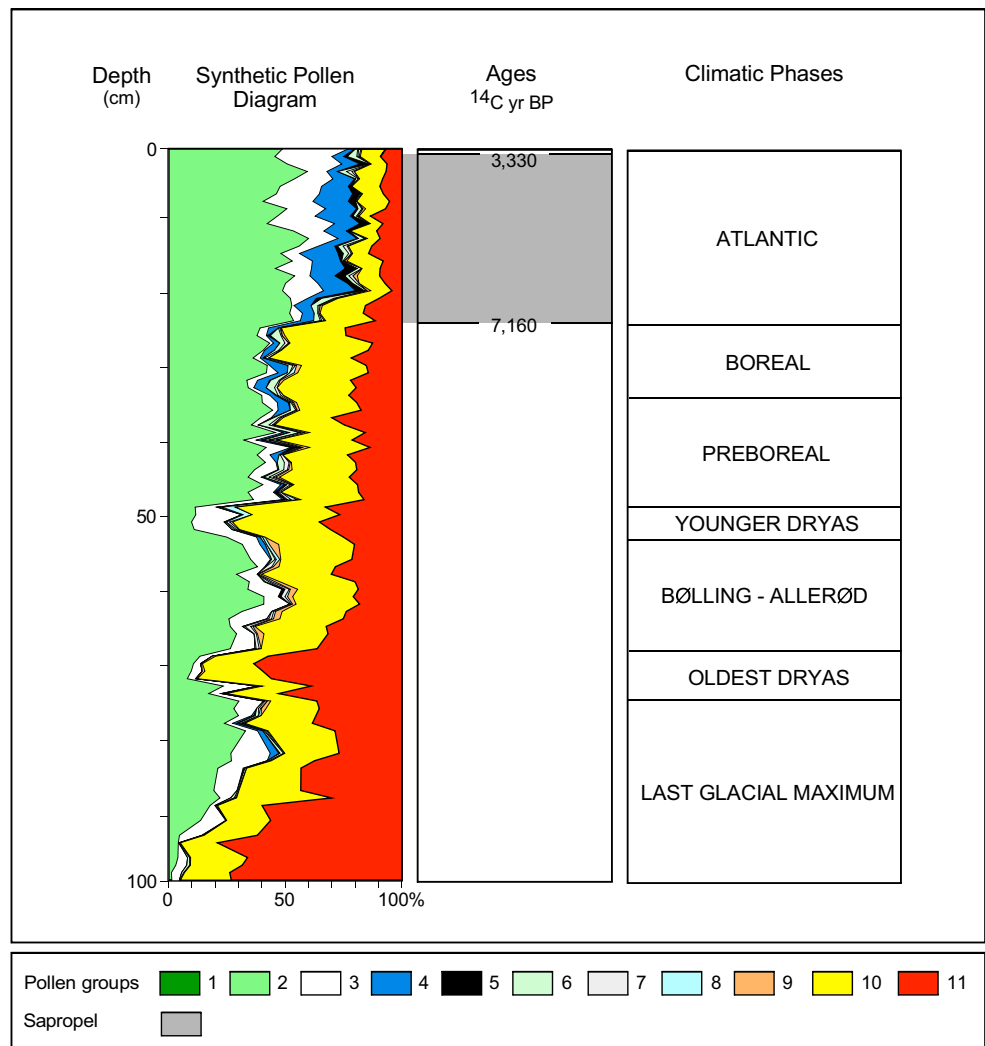 Depth
(cm)
Synthetic Pollen
Diagram
Ages
14C yr BP
Climatic Phases
0
50
100
0
50
100%
3,330
7,160
ATLANTIC
BOREAL
PREBOREAL
YOUNGER DRYAS
BØLLING - ALLERØD
OLDEST DRYAS
LAST GLACIAL MAXIMUM
Pollen groups 1 2 3 4 5 6 7 8 9 10 11
Sapropel